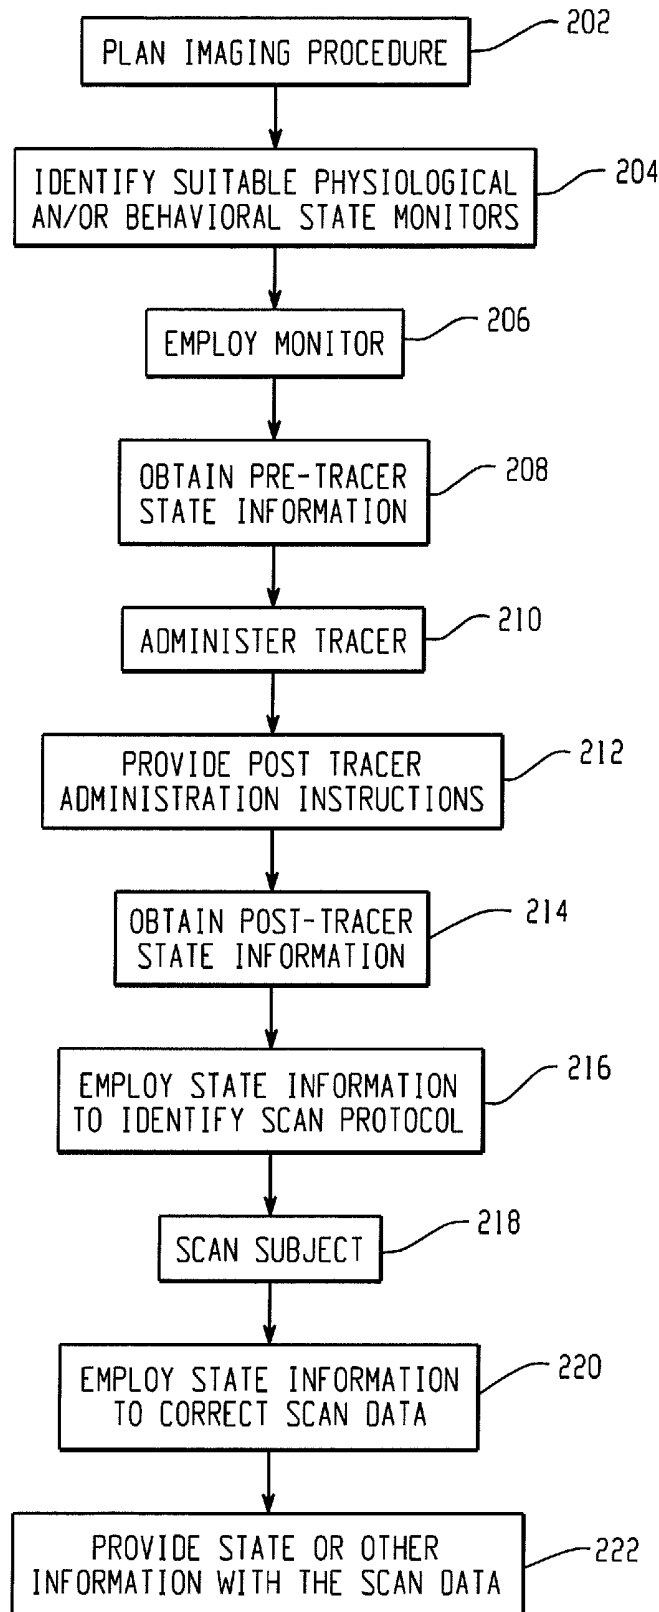 PLAN IMAGING PROCEDURE
202
IDENTIFY SUITABLE PHYSIOLOGICAL
AN/OR BEHAVIORAL STATE MONITORS
204
EMPLOY MONITOR
206
OBTAIN PRE-TRACER
STATE INFORMATION
208
ADMINISTER TRACER
210
PROVIDE POST TRACER
ADMINISTRATION INSTRUCTIONS
212
OBTAIN POST-TRACER
STATE INFORMATION
214
EMPLOY STATE INFORMATION
TO IDENTIFY SCAN PROTOCOL
216
SCAN SUBJECT
218
EMPLOY STATE INFORMATION
TO CORRECT SCAN DATA
220
PROVIDE STATE OR OTHER
INFORMATION WITH THE SCAN DATA
222